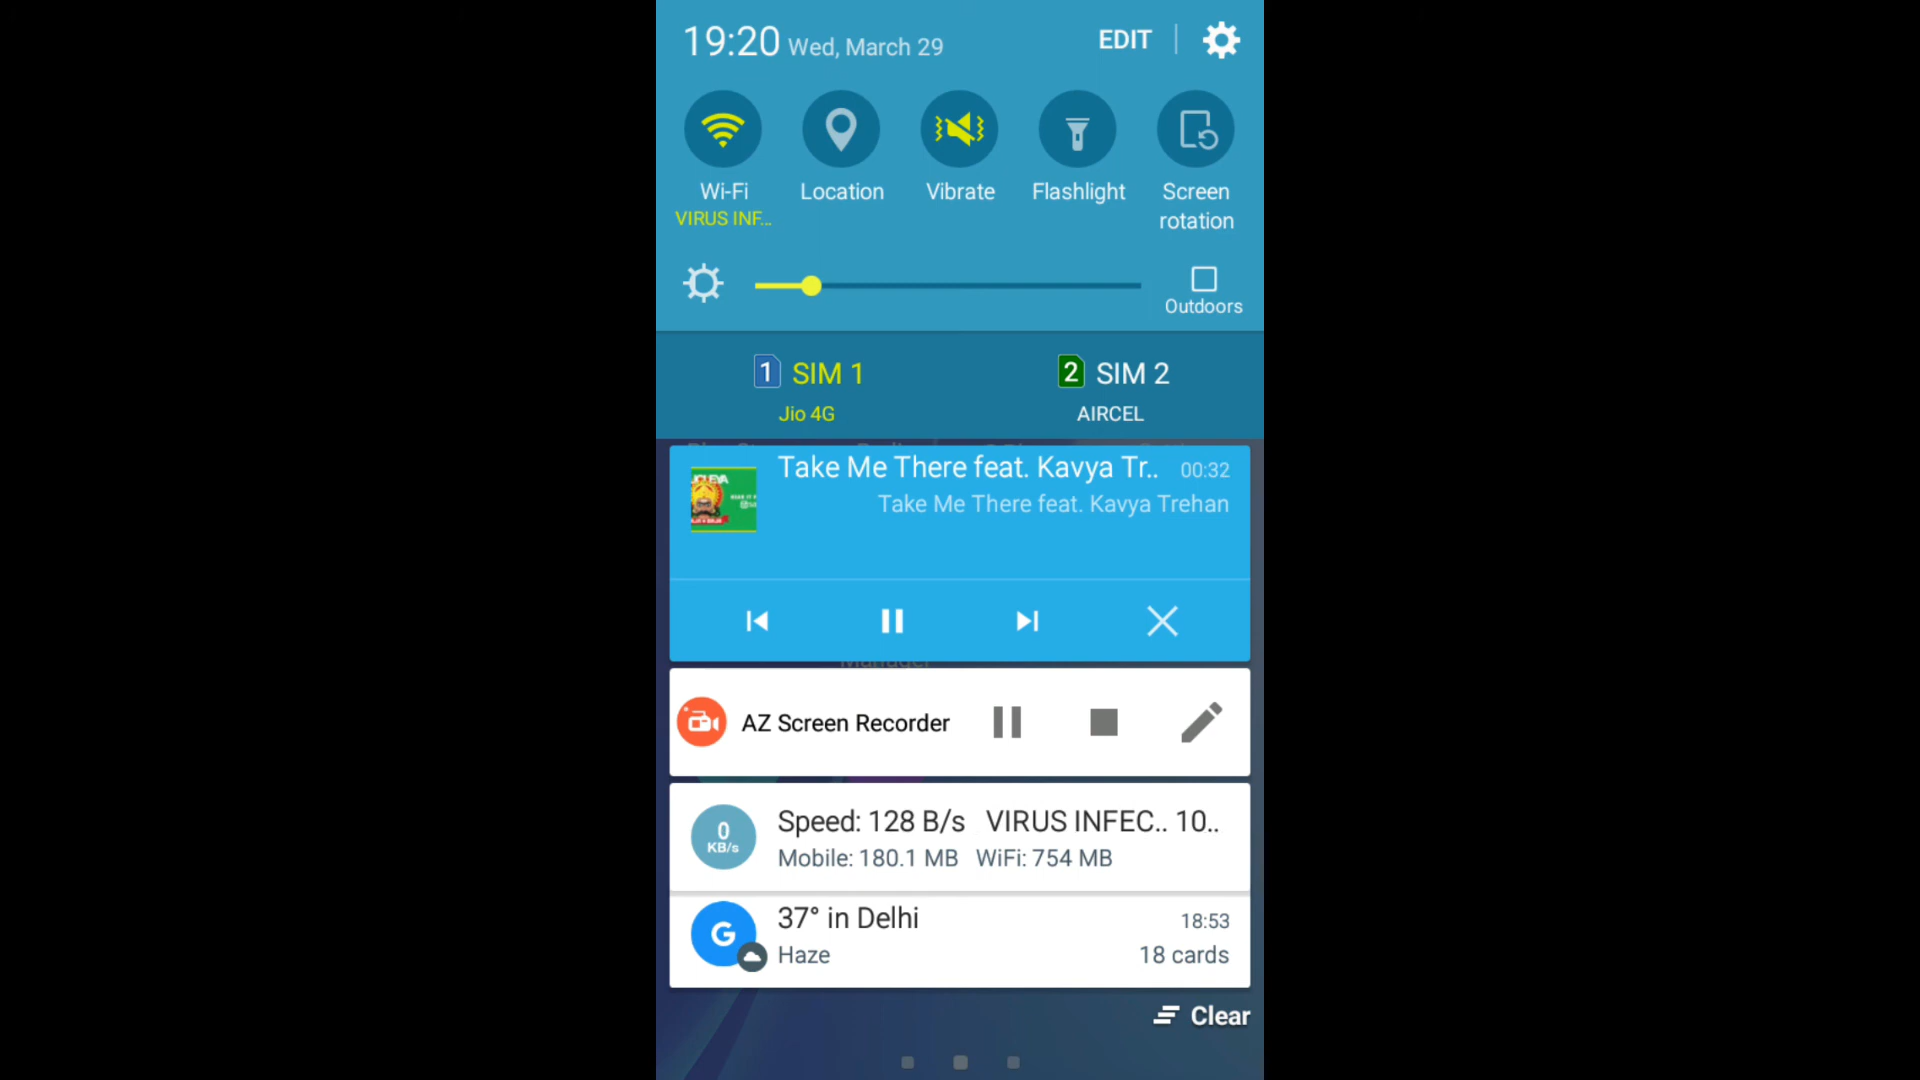 19:20 Wed, March 29 EDIT
Wi-Fi Location Vibrate Flashlight Screen rotation
VIRUS INF...
Outdoors
1 SIM 1 2 SIM 2
Jio 4G AIRCEL
Take Me There feat. Kavya Tr.. 00:32
Take Me There feat. Kavya Trehan
Manager
AZ Screen Recorder
0 KB/s
Speed: 128 B/s VIRUS INFEC.. 10..
Mobile: 180.1 MB WiFi: 754 MB
G
37° in Delhi 18:53
Haze 18 cards
Clear